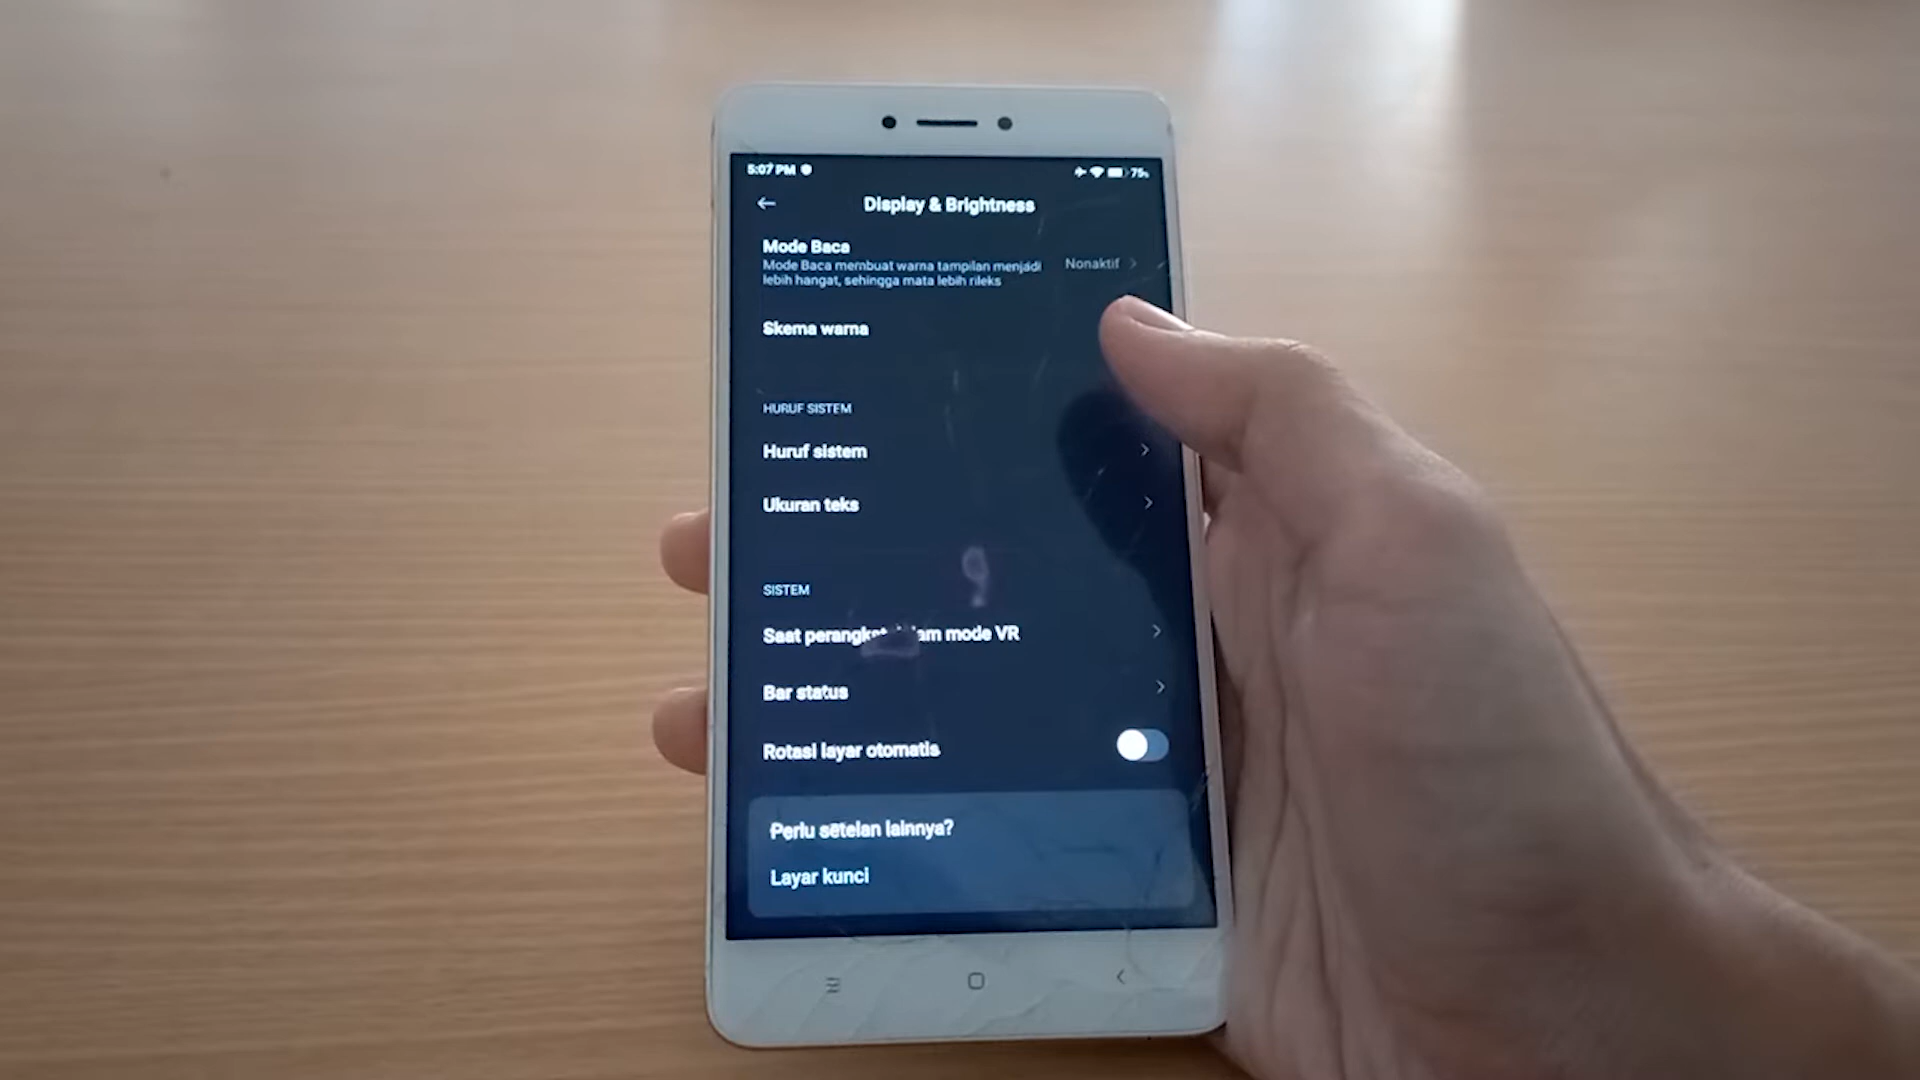 5:07 PM
75%
Display & Brightness
Mode Baca
Mode Baca membuat warna tampilan menjadi
lebih hangat, sehingga mata lebih rileks
Nonaktif
Skema warna
HURUF SISTEM
Huruf sistem
Ukuran teks
SISTEM
Saat perangkat mode VR
Bar status
Rotasi layar otomatis
Perlu setelan lainnya?
Layar kunci